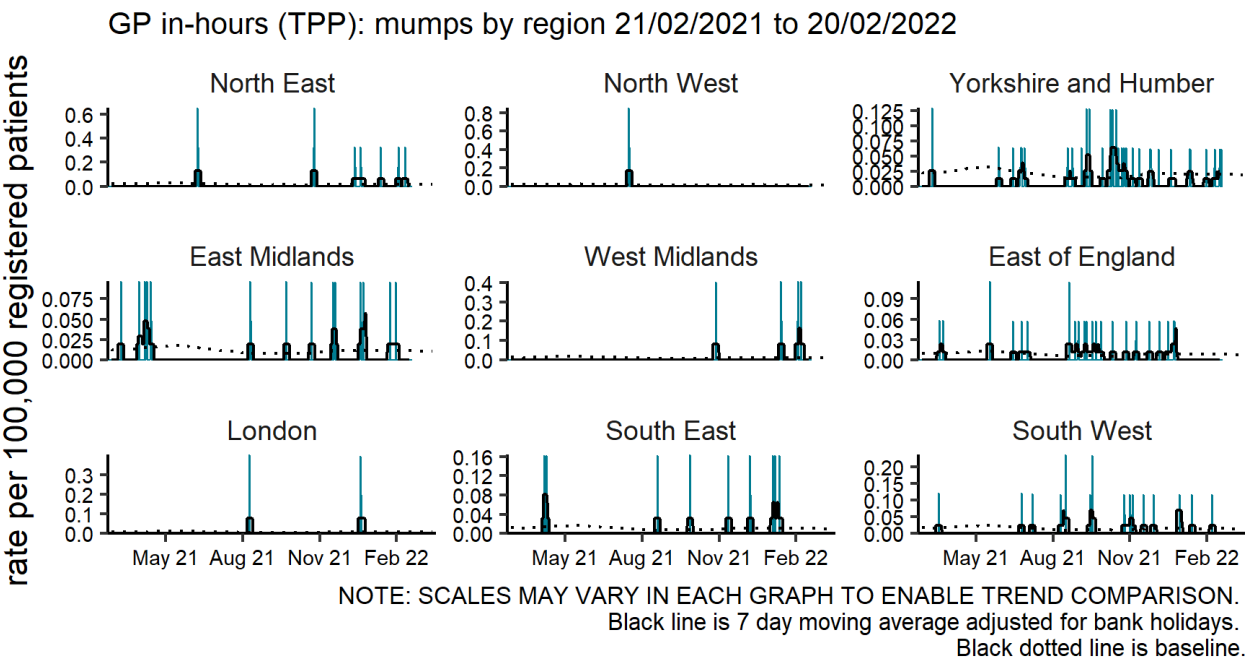 GP in-hours (TPP): mumps by region 21/02/2021 to 20/02/2022
rate per 100,000 registered patients
North East
0.6
0.4
0.2
0.0
North West
0.8
0.6
0.4
0.2
0.0
Yorkshire and Humber
0.125
0.100
0.075
0.050
0.025
0.000
East Midlands
0.075
0.050
0.025
0.000
West Midlands
0.4
0.3
0.2
0.1
0.0
East of England
0.09
0.06
0.03
0.00
London
0.3
0.2
0.1
0.0
May 21 Aug 21 Nov 21 Feb 22
South East
0.16
0.12
0.08
0.04
0.00
May 21 Aug 21 Nov 21 Feb 22
South West
0.20
0.15
0.10
0.05
0.00
May 21 Aug 21 Nov 21 Feb 22
NOTE: SCALES MAY VARY IN EACH GRAPH TO ENABLE TREND COMPARISON.
Black line is 7 day moving average adjusted for bank holidays.
Black dotted line is baseline.